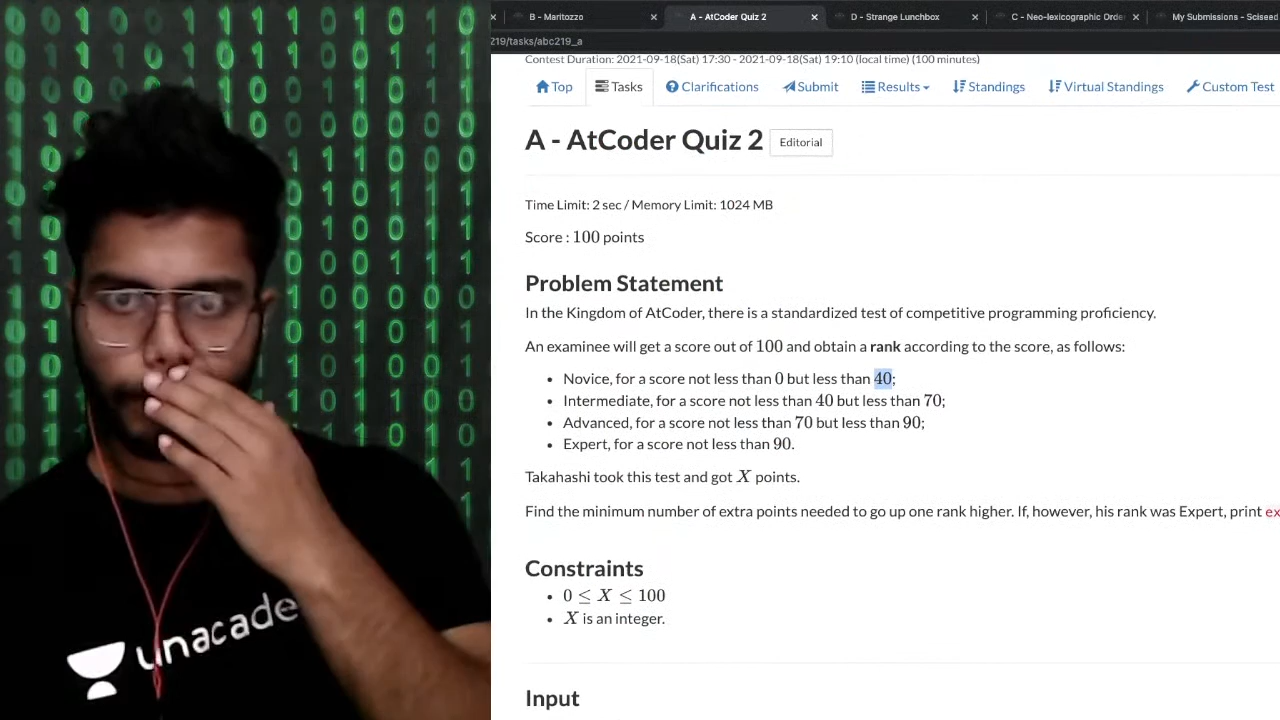 B - Maritozzo
A - AtCoder Quiz 2
D - Strange Lunchbox
C - Neo-lexicographic Orde
My Submissions - Sciseed
219/tasks/abc219_a
Contest Duration: 2021-09-18(Sat) 17:30 - 2021-09-18(Sat) 19:10 (local time) (100 minutes)
Top Tasks Clarifications Submit Results Standings Virtual Standings Custom Test
A - AtCoder Quiz 2 Editorial
Time Limit: 2 sec / Memory Limit: 1024 MB
Score : 100 points
Problem Statement
In the Kingdom of AtCoder, there is a standardized test of competitive programming proficiency.
An examinee will get a score out of 100 and obtain a rank according to the score, as follows:
• Novice, for a score not less than 0 but less than 40;
• Intermediate, for a score not less than 40 but less than 70;
• Advanced, for a score not less than 70 but less than 90;
• Expert, for a score not less than 90.
Takahashi took this test and got X points.
Find the minimum number of extra points needed to go up one rank higher. If, however, his rank was Expert, print ex
Constraints
• 0 ≤ X ≤ 100
• X is an integer.
Input
unacade